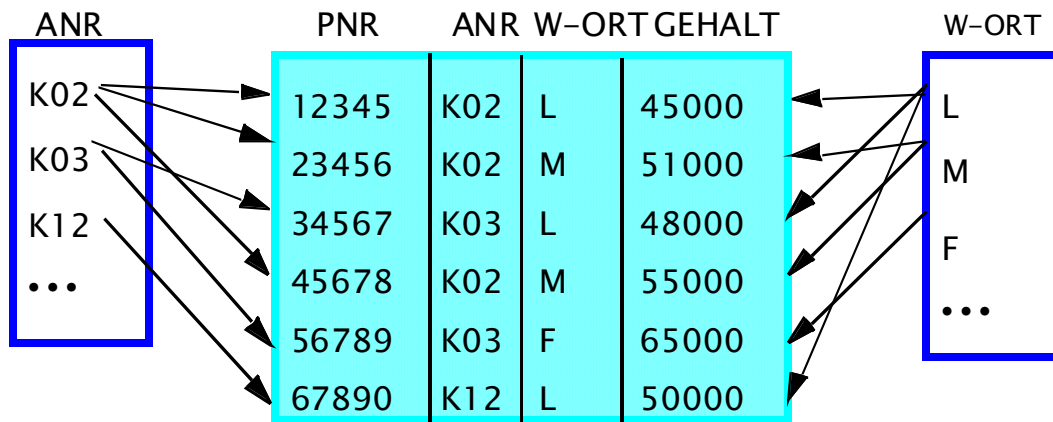 ANR PNR ANR W-ORT GEHALT W-ORT
K02 12345 K02 L 45000 L
K03 23456 K02 M 51000 M
K12 34567 K03 L 48000 F
... 45678 K02 M 55000 ...
56789 K03 F 65000
67890 K12 L 50000